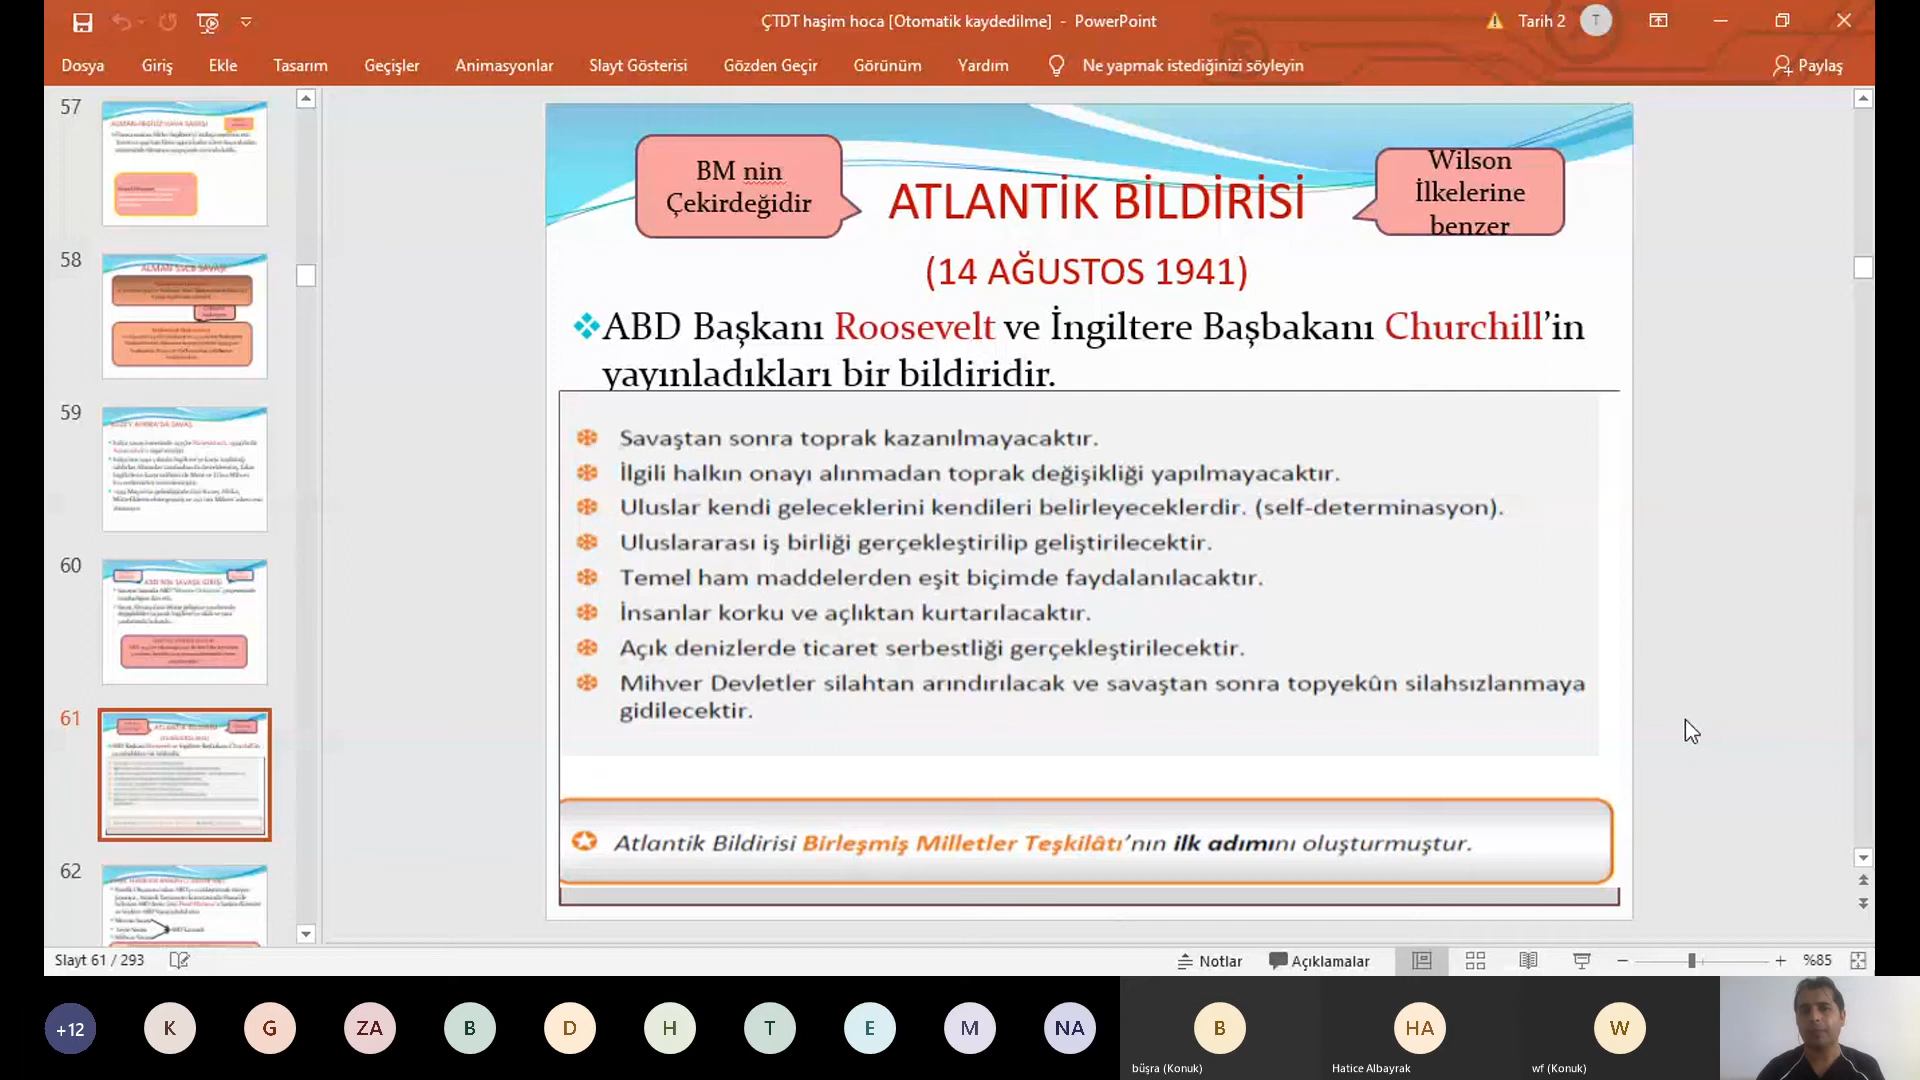 ÇTDT haşim hoca [Otomatik kaydedilme] - PowerPoint
Tarih 2
T
Dosya
Giriş
Ekle
Tasarım
Geçişler
Animasyonlar
Slayt Gösterisi
Gözden Geçir
Görünüm
Yardım
Ne yapmak istediğinizi söyleyin
Paylaş
57
58
59
60
61
62
BM nin
Çekirdeğidir
ATLANTİK BİLDİRİSİ
(14 AĞUSTOS 1941)
Wilson
İlkelerine
benzer
ABD Başkanı Roosevelt ve İngiltere Başbakanı Churchill’in
yayınladıkları bir bildiridir.
Savaştan sonra toprak kazanılmayacaktır.
İlgili halkın onayı alınmadan toprak değişikliği yapılmayacaktır.
Uluslar kendi geleceklerini kendileri belirleyeceklerdir. (self-determinasyon).
Uluslararası iş birliği gerçekleştirilip geliştirilecektir.
Temel ham maddelerden eşit biçimde faydalanılacaktır.
İnsanlar korku ve açlıktan kurtarılacaktır.
Açık denizlerde ticaret serbestliği gerçekleştirilecektir.
Mihver Devletler silahtan arındırılacak ve savaştan sonra topyekûn silahsızlanmaya
gidilecektir.
Atlantik Bildirisi Birleşmiş Milletler Teşkilâtı’nın ilk adımını oluşturmuştur.
Slayt 61 / 293
Notlar
Açıklamalar
%85
+12
K
G
ZA
B
D
H
T
E
M
NA
B
HA
W
büşra (Konuk)
Hatice Albayrak
wf (Konuk)